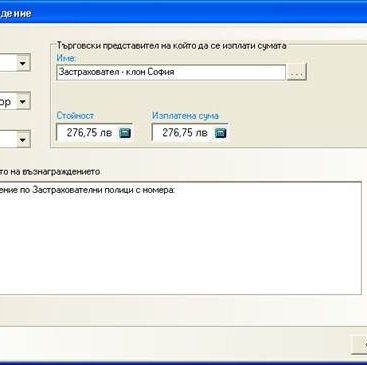 дение
Търговски представител на който да се изплати сумата
Име:
Застраховател - клон София
...
ор
Стойност
Изплатена сума
276,75 лв
276,75 лв
то на възнаграждението
ение по Застрахователни полици с номера: